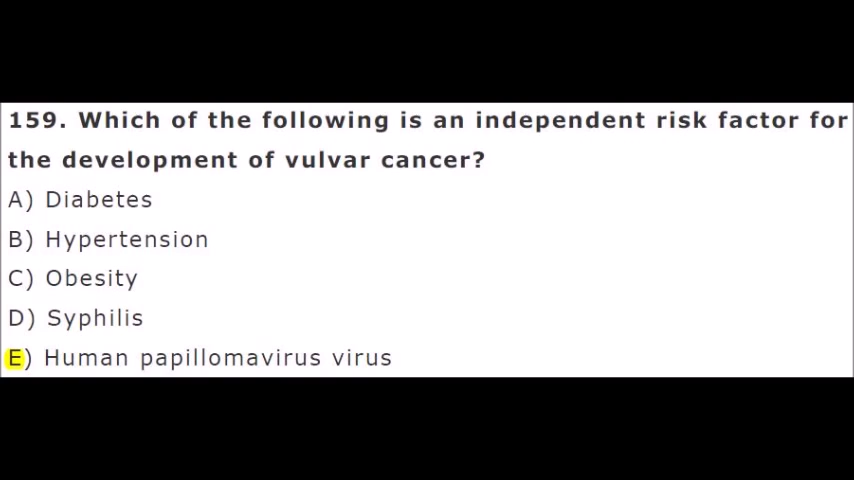 159. Which of the following is an independent risk factor for
the development of vulvar cancer?
A) Diabetes
B) Hypertension
C) Obesity
D) Syphilis
E) Human papillomavirus virus